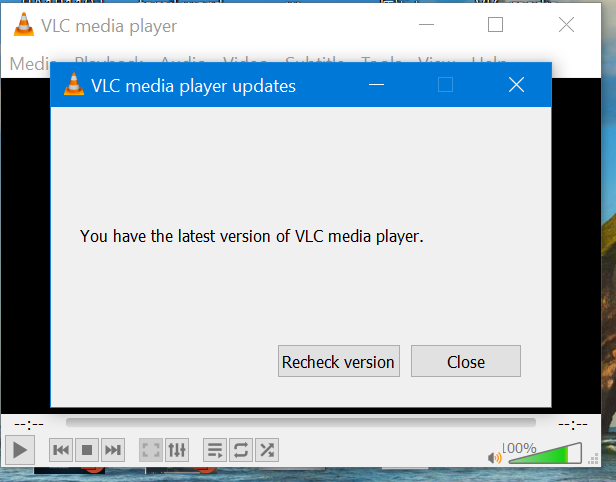 VLC media player
Media Playback Audio Video Subtitle Tools View Help
VLC media player updates
You have the latest version of VLC media player.
Recheck version Close
--:-- --:--
100%